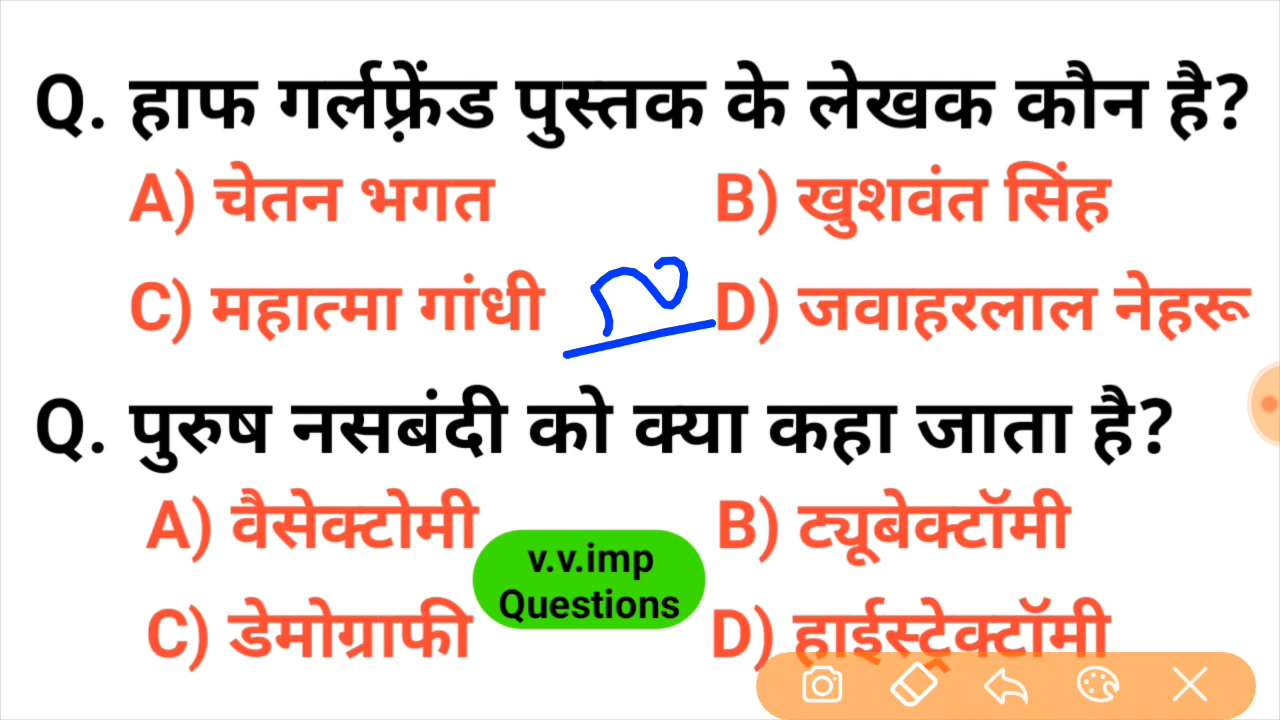 Q. हाफ गर्लफ़्रेंड पुस्तक के लेखक कौन है?
A) चेतन भगत B) खुशवंत सिंह
C) महात्मा गांधी D) जवाहरलाल नेहरू
Q. पुरुष नसबंदी को क्या कहा जाता है?
A) वैसेक्टोमी B) ट्यूबेक्टॉमी
v.v.imp
Questions
C) डेमोग्राफी D) हाईस्ट्रेक्टॉमी